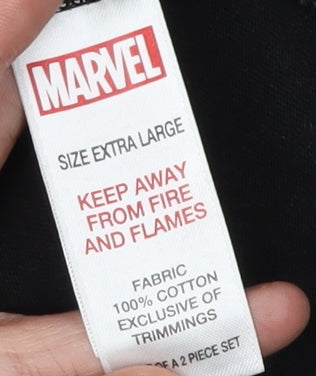 MARVEL
SIZE EXTRA LARGE
KEEP AWAY
FROM FIRE
AND FLAMES
FABRIC
100% COTTON
EXCLUSIVE OF
TRIMMINGS
OF A 2 PIECE SET